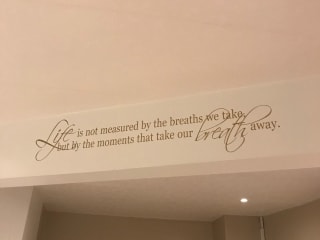 Life is not measured by the breaths we take,
but by the moments that take our breath away.